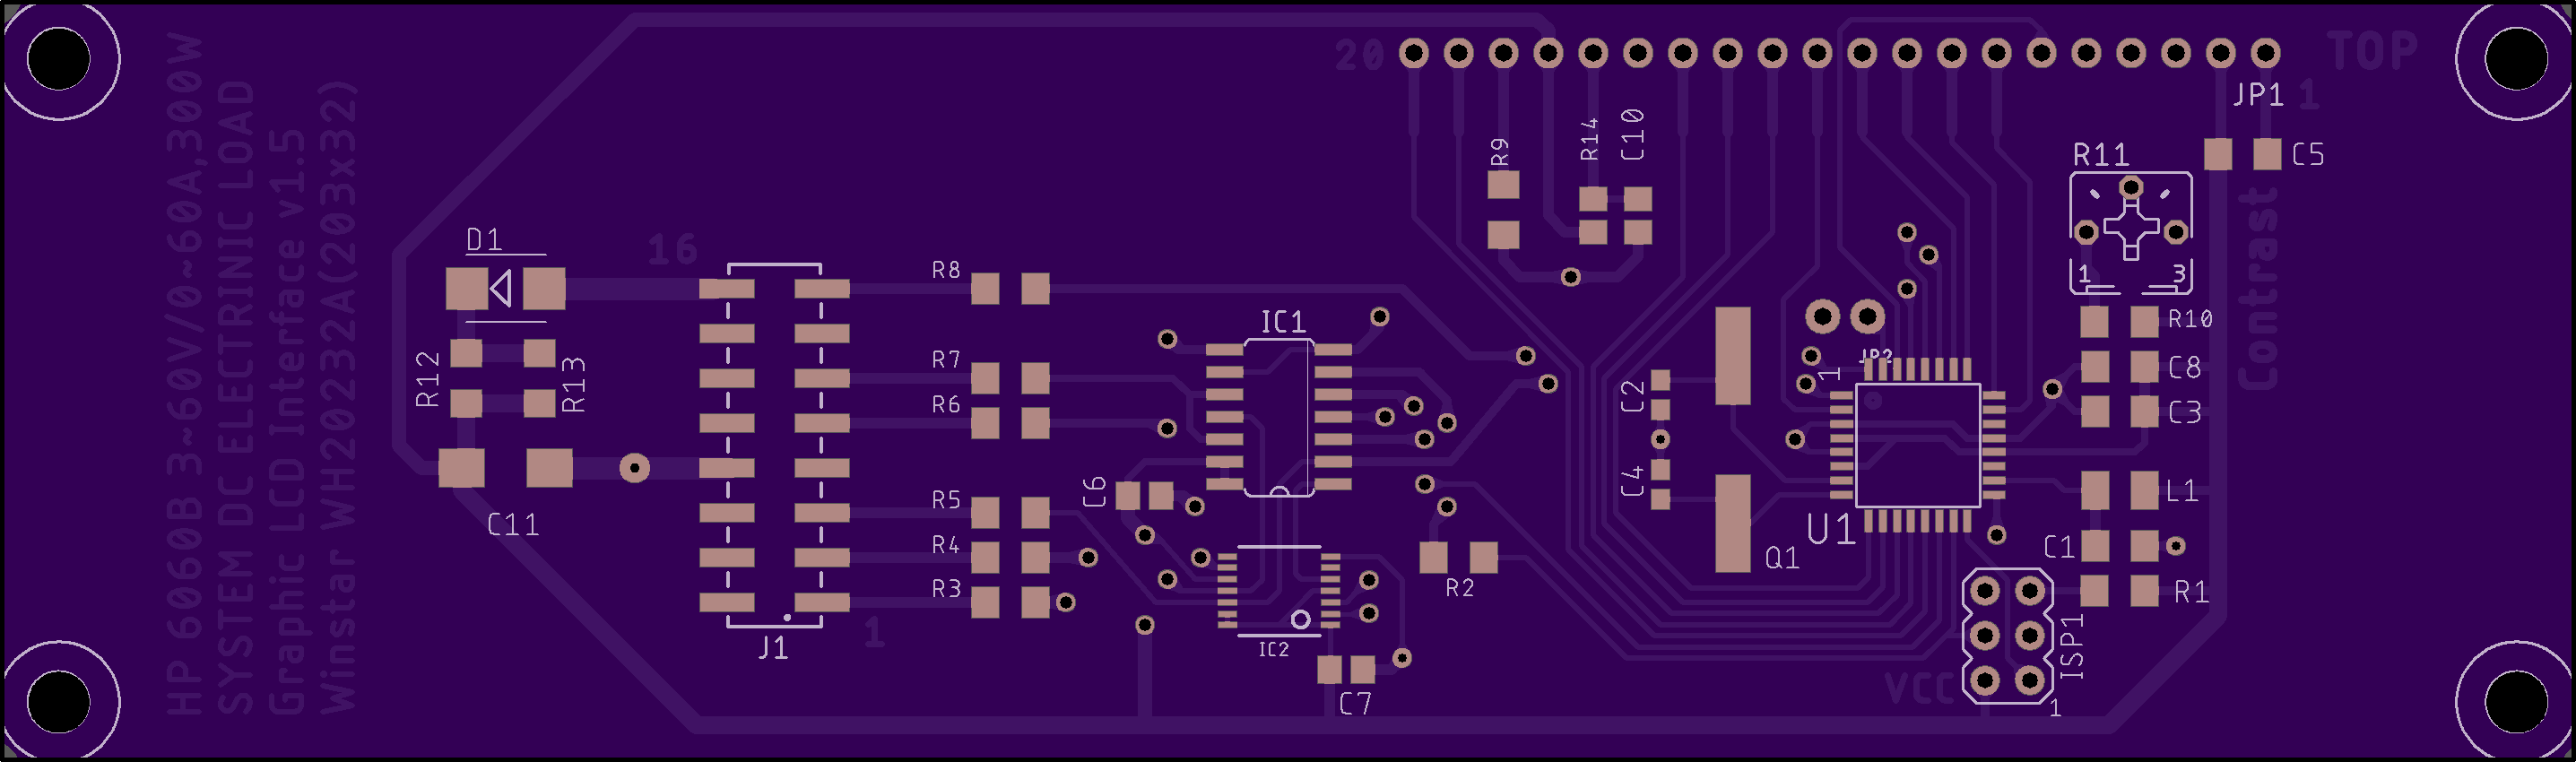 HP 6060B 3~60V/0~60A,300W
SYSTEM DC ELECTRINIC LOAD
Graphic LCD Interface v1.5
Winstar WH20232A(203x32)
20
TOP
JP1
1
R9
R14
C10
R11
C5
1
3
Contrast
D1
16
R8
IC1
R10
R12
R13
R7
JP2
C8
1
R6
C2
C3
C11
R5
C6
C4
L1
U1
R4
Q1
C1
R3
R2
R1
1
J1
IC2
ISP1
C7
VCC
1